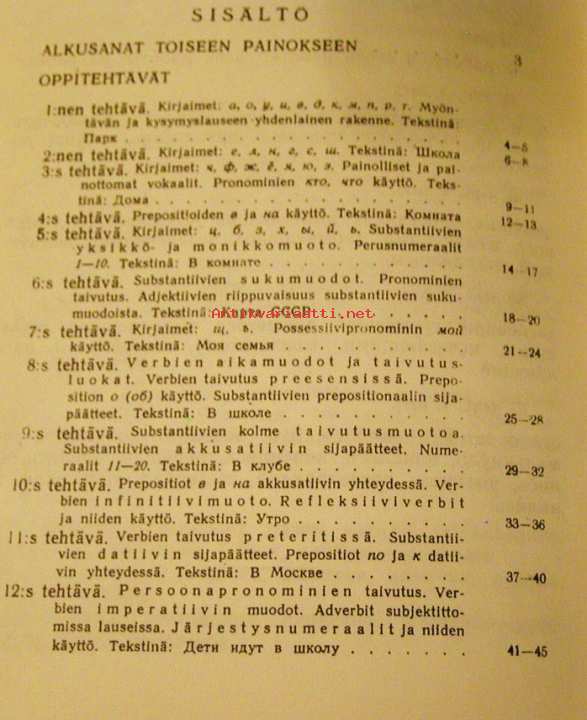 SISÄLTÖ
ALKUSANAT TOISEEN PAINOKSEEN . . . . . . 3
OPPITEHTÄVÄT
1:nen tehtävä. Kirjaimet: а, о, у, и, в, д, к, м, п, р, т. Myön-
tävän ja kysymyslauseen yhdenlainen rakenne. Tekstinä:
Парк . . . . . . . . . . . . . 4—5
2:nen tehtävä. Kirjaimet: е, л, н, г, с, ш. Tekstinä: Школа 6—8
3:s tehtävä. Kirjaimet: ч, ф, ж, ё, ю, э. Painolliset ja pai-
nottomat vokaalit. Pronominien кто, что käyttö. Teks-
tinä: Дома . . . . . . . . . . . 9—11
4:s tehtävä. Prepositioiden в ja на käyttö. Tekstinä: Комната 12—13
5:s tehtävä. Kirjaimet: ц, б, з, х, ы, й, ь. Substantiivien
yksikkö- ja monikkomuoto. Perusnumeraalit
1—10. Tekstinä: В комнате . . . . . . . . 14—17
6:s tehtävä. Substantiivien sukumuodot. Pronominien
taivutus. Adjektiivien riippuvaisuus substantiivien suku-
muodoista. Tekstinä: Карта СССР . . . . . 18—20
Antikvariaatti.net
7:s tehtävä. Kirjaimet: щ, ъ. Possessiivipronominin мой
käyttö. Tekstinä: Моя семья . . . . . . . . 21—24
8:s tehtävä. Verbien aikamuodot ja taivutus-
luokat. Verbien taivutus preesensissä. Prepo-
sition о (об) käyttö. Substantiivien prepositionaalin sija-
päätteet. Tekstinä: В школе . . . . . . . . 25—28
9:s tehtävä. Substantiivien kolme taivutusmuotoa.
Substantiivien akkusatiivin sijapäätteet. Nume-
raalit 11—20. Tekstinä: В клубе . . . . . . . 29—32
10:s tehtävä. Prepositiot в ja на akkusatiivin yhteydessä. Ver-
bien infinitiivimuoto. Refleksiiviverbit
ja niiden käyttö. Tekstinä: Утро . . . . . . . 33—36
11:s tehtävä. Verbien taivutus preteritissä. Substantii-
vien datiivin sijapäätteet. Prepositiot по ja к datii-
vin yhteydessä. Tekstinä: В Москве . . . . . . 37—40
12:s tehtävä. Persoonapronominien taivutus. Ver-
bien imperatiivin muodot. Adverbit subjektitto-
missa lauseissa. Järjestysnumeraalit ja niiden
käyttö. Tekstinä: Дети идут в школу . . . . . . 41—45